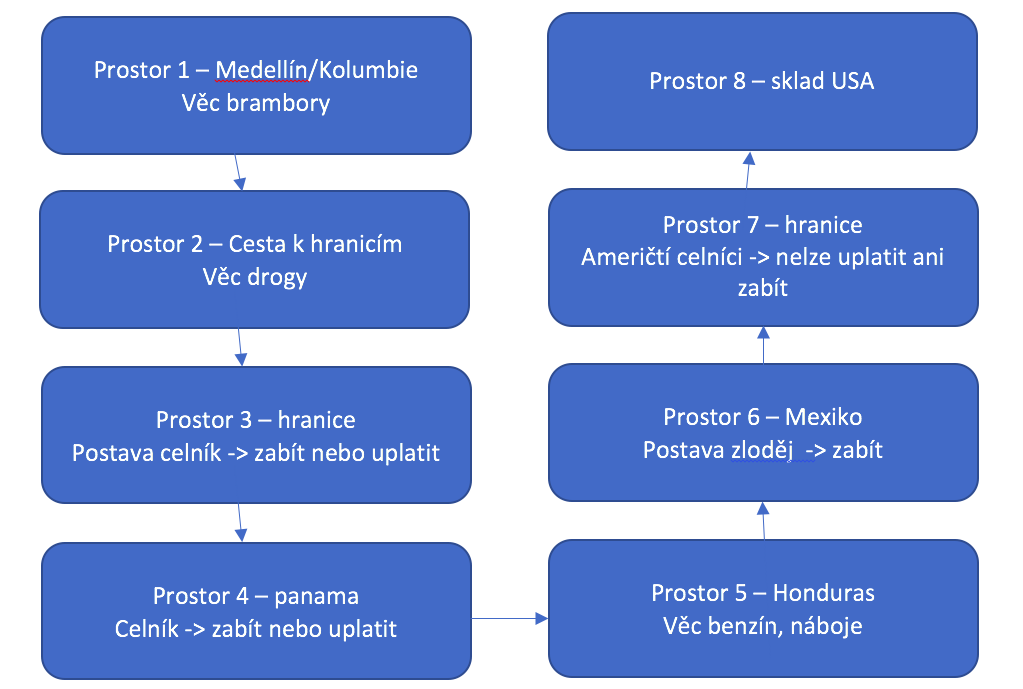 Prostor 1 – Medellín/Kolumbie
Věc brambory
Prostor 2 – Cesta k hranicím
Věc drogy
Prostor 3 – hranice
Postava celník -> zabít nebo uplatit
Prostor 4 – panama
Celník -> zabít nebo uplatit
Prostor 5 – Honduras
Věc benzín, náboje
Prostor 6 – Mexiko
Postava zloděj -> zabít
Prostor 7 – hranice
Američtí celníci -> nelze uplatit ani
zabít
Prostor 8 – sklad USA